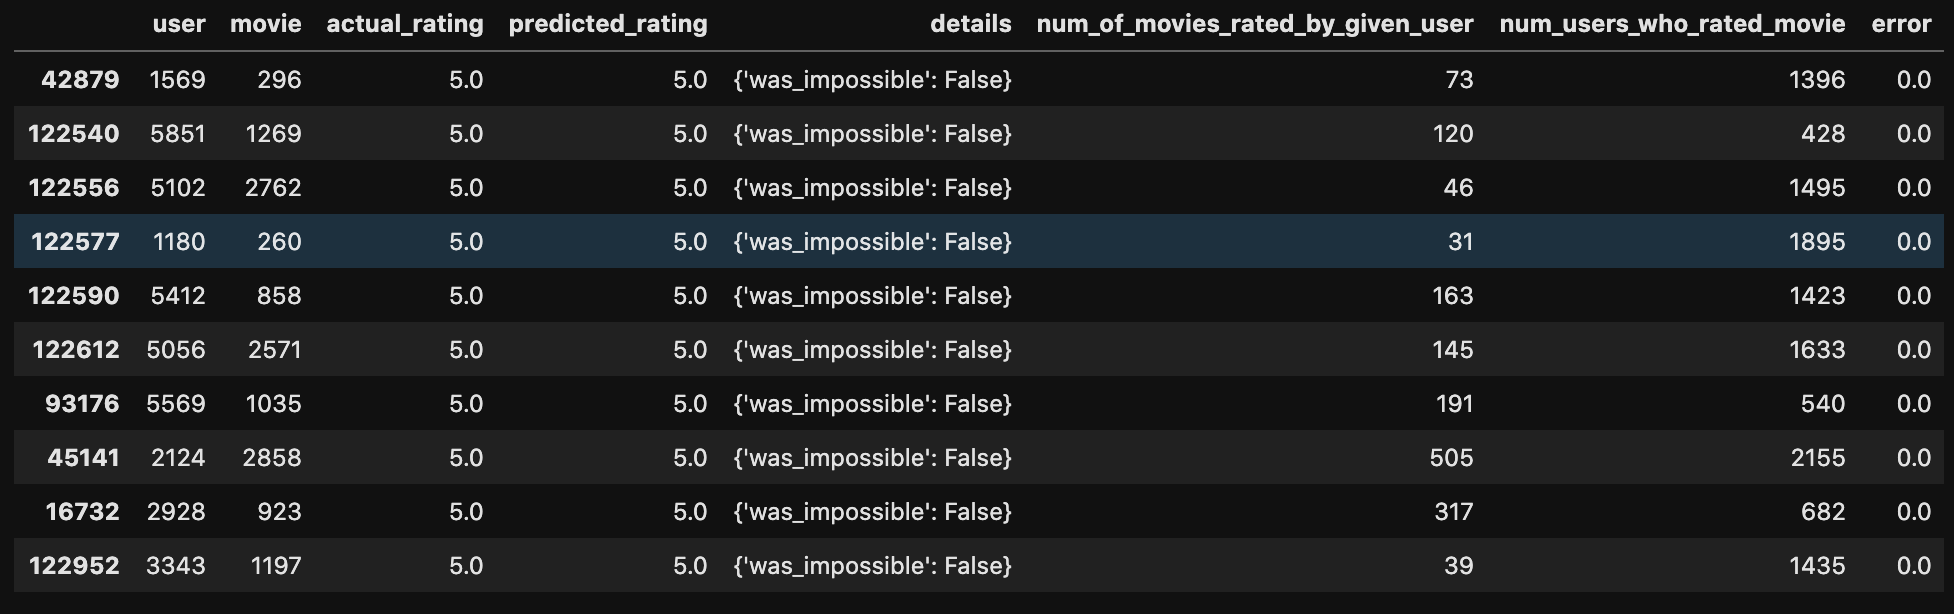 user movie actual_rating predicted_rating details num_of_movies_rated_by_given_user num_users_who_rated_movie error
42879 1569 296 5.0 5.0 {'was_impossible': False} 73 1396 0.0
122540 5851 1269 5.0 5.0 {'was_impossible': False} 120 428 0.0
122556 5102 2762 5.0 5.0 {'was_impossible': False} 46 1495 0.0
122577 1180 260 5.0 5.0 {'was_impossible': False} 31 1895 0.0
122590 5412 858 5.0 5.0 {'was_impossible': False} 163 1423 0.0
122612 5056 2571 5.0 5.0 {'was_impossible': False} 145 1633 0.0
93176 5569 1035 5.0 5.0 {'was_impossible': False} 191 540 0.0
45141 2124 2858 5.0 5.0 {'was_impossible': False} 505 2155 0.0
16732 2928 923 5.0 5.0 {'was_impossible': False} 317 682 0.0
122952 3343 1197 5.0 5.0 {'was_impossible': False} 39 1435 0.0